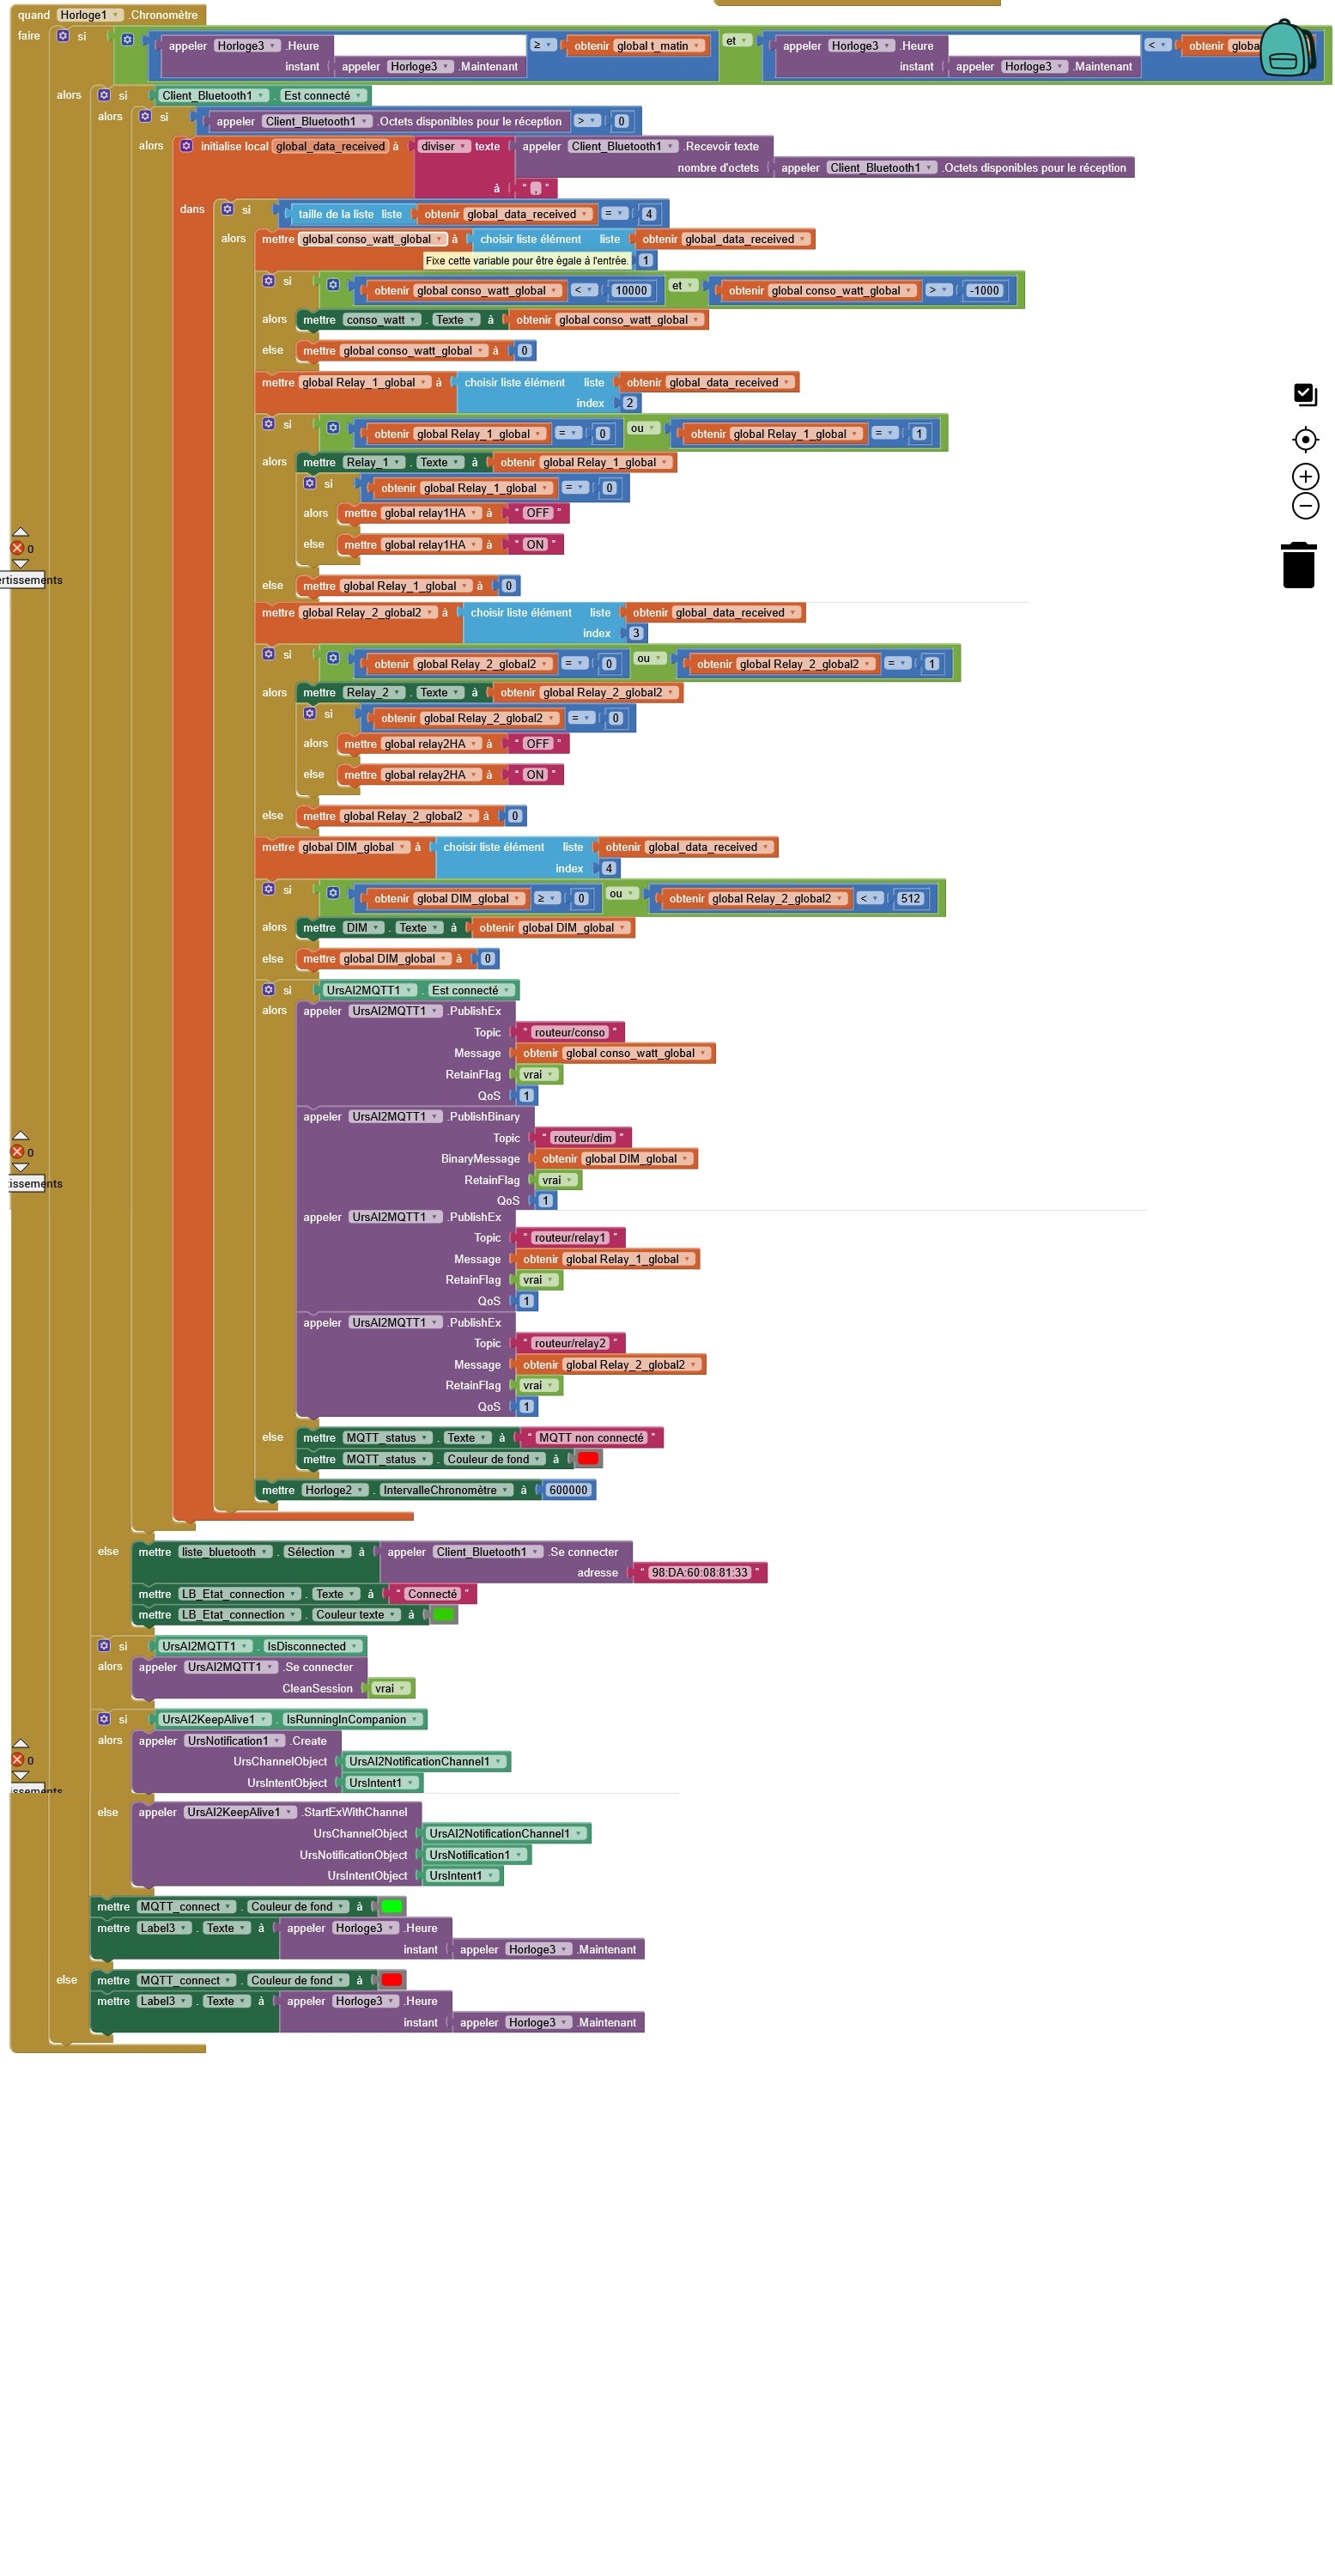 quand Horloge1 .Chronomètre
faire si appeler Horloge3 .Heure ≥ obtenir global t_matin et appeler Horloge3 .Heure < obtenir
instant appeler Horloge3 .Maintenant instant appeler Horloge3 .Maintenant
alors si Client_Bluetooth1 . Est connecté
alors si appeler Client_Bluetooth1 .Octets disponibles pour le réception > 0
alors initialise local global_data_received à diviser texte appeler Client_Bluetooth1 .Recevoir texte
nombre d'octets appeler Client_Bluetooth1 .Octets disponibles pour le réception
à " , "
dans si taille de la liste liste obtenir global_data_received = 4
alors mettre global conso_watt_global à choisir liste élément liste obtenir global_data_received
Fixe cette variable pour être égale à l'entrée. 1
si obtenir global conso_watt_global < 10000 et obtenir global conso_watt_global > -1000
alors mettre conso_watt . Texte à obtenir global conso_watt_global
else mettre global conso_watt_global à 0
mettre global Relay_1_global à choisir liste élément liste obtenir global_data_received
index 2
si obtenir global Relay_1_global = 0 ou obtenir global Relay_1_global = 1
alors mettre Relay_1 . Texte à obtenir global Relay_1_global
si obtenir global Relay_1_global = 0
alors mettre global relay1HA à " OFF "
0
else mettre global relay1HA à " ON "
ertissements
else mettre global Relay_1_global à 0
mettre global Relay_2_global2 à choisir liste élément liste obtenir global_data_received
index 3
si obtenir global Relay_2_global2 = 0 ou obtenir global Relay_2_global2 = 1
alors mettre Relay_2 . Texte à obtenir global Relay_2_global2
si obtenir global Relay_2_global2 = 0
alors mettre global relay2HA à " OFF "
else mettre global relay2HA à " ON "
else mettre global Relay_2_global2 à 0
mettre global DIM_global à choisir liste élément liste obtenir global_data_received
index 4
si obtenir global DIM_global ≥ 0 ou obtenir global Relay_2_global2 < 512
alors mettre DIM . Texte à obtenir global DIM_global
else mettre global DIM_global à 0
si UrsAI2MQTT1 . Est connecté
alors appeler UrsAI2MQTT1 .PublishEx
Topic " routeur/conso "
Message obtenir global conso_watt_global
RetainFlag vrai
QoS 1
appeler UrsAI2MQTT1 .PublishBinary
Topic " routeur/dim "
0
BinaryMessage obtenir global DIM_global
RetainFlag vrai
issements
QoS 1
appeler UrsAI2MQTT1 .PublishEx
Topic " routeur/relay1 "
Message obtenir global Relay_1_global
RetainFlag vrai
QoS 1
appeler UrsAI2MQTT1 .PublishEx
Topic " routeur/relay2 "
Message obtenir global Relay_2_global2
RetainFlag vrai
QoS 1
else mettre MQTT_status . Texte à " MQTT non connecté "
mettre MQTT_status . Couleur de fond à
mettre Horloge2 . IntervalleChronomètre à 600000
else mettre liste_bluetooth . Sélection à appeler Client_Bluetooth1 .Se connecter
adresse " 98:DA:60:08:81:33 "
mettre LB_Etat_connection . Texte à " Connecté "
mettre LB_Etat_connection . Couleur texte à
si UrsAI2MQTT1 . IsDisconnected
alors appeler UrsAI2MQTT1 .Se connecter
CleanSession vrai
si UrsAI2KeepAlive1 . IsRunningInCompanion
alors appeler UrsNotification1 .Create
0
UrsChannelObject UrsAI2NotificationChannel1
UrsIntentObject UrsIntent1
issements
else appeler UrsAI2KeepAlive1 .StartExWithChannel
UrsChannelObject UrsAI2NotificationChannel1
UrsNotificationObject UrsNotification1
UrsIntentObject UrsIntent1
mettre MQTT_connect . Couleur de fond à
mettre Label3 . Texte à appeler Horloge3 .Heure
instant appeler Horloge3 .Maintenant
else mettre MQTT_connect . Couleur de fond à
mettre Label3 . Texte à appeler Horloge3 .Heure
instant appeler Horloge3 .Maintenant